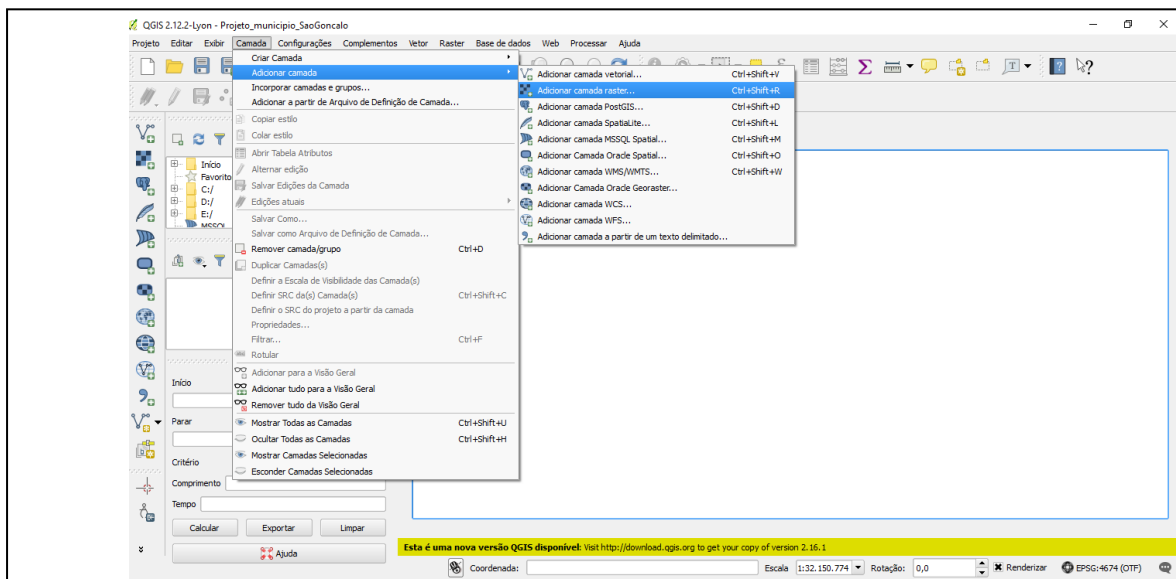 QGIS 2.12.2-Lyon - Projeto_municipio_SaoGoncalo
Projeto Editar Exibir Camada Configurações Complementos Vetor Raster Base de dados Web Processar Ajuda
Criar Camada
Adicionar camada
Incorporar camadas e grupos...
Adicionar a partir de Arquivo de Definição de Camada...
Copiar estilo
Colar estilo
Abrir Tabela Atributos
Alternar edição
Salvar Edições da Camada
Edições atuais
Salvar Como...
Salvar como Arquivo de Definição de Camada...
Remover camada/grupo Ctrl+D
Duplicar Camadas(s)
Definir a Escala de Visibilidade das Camada(s)
Definir SRC da(s) Camada(s) Ctrl+Shift+C
Definir o SRC do projeto a partir da camada
Propriedades...
Filtrar... Ctrl+F
Rotular
Adicionar para a Visão Geral
Adicionar tudo para a Visão Geral
Remover tudo da Visão Geral
Mostrar Todas as Camadas Ctrl+Shift+U
Ocultar Todas as Camadas Ctrl+Shift+H
Mostrar Camadas Selecionadas
Esconder Camadas Selecionadas
Adicionar camada vetorial... Ctrl+Shift+V
Adicionar camada raster... Ctrl+Shift+R
Adicionar camada PostGIS... Ctrl+Shift+D
Adicionar camada SpatiaLite... Ctrl+Shift+L
Adicionar camada MSSQL Spatial... Ctrl+Shift+M
Adicionar Camada Oracle Spatial... Ctrl+Shift+O
Adicionar camada WMS/WMTS... Ctrl+Shift+W
Adicionar Camada Oracle Georaster...
Adicionar camada WCS...
Adicionar camada WFS...
Adicionar camada a partir de um texto delimitado...
Início
Favorito
C:/
D:/
E:/
MSSQL
Início
Parar
Critério
Comprimento
Tempo
Calcular Exportar Limpar
Ajuda
Esta é uma nova versão QGIS disponível: Visit http://download.qgis.org to get your copy of version 2.16.1
Coordenada: Escala 1:32.150.774 Rotação: 0,0 Renderizar EPSG:4674 (OTF)